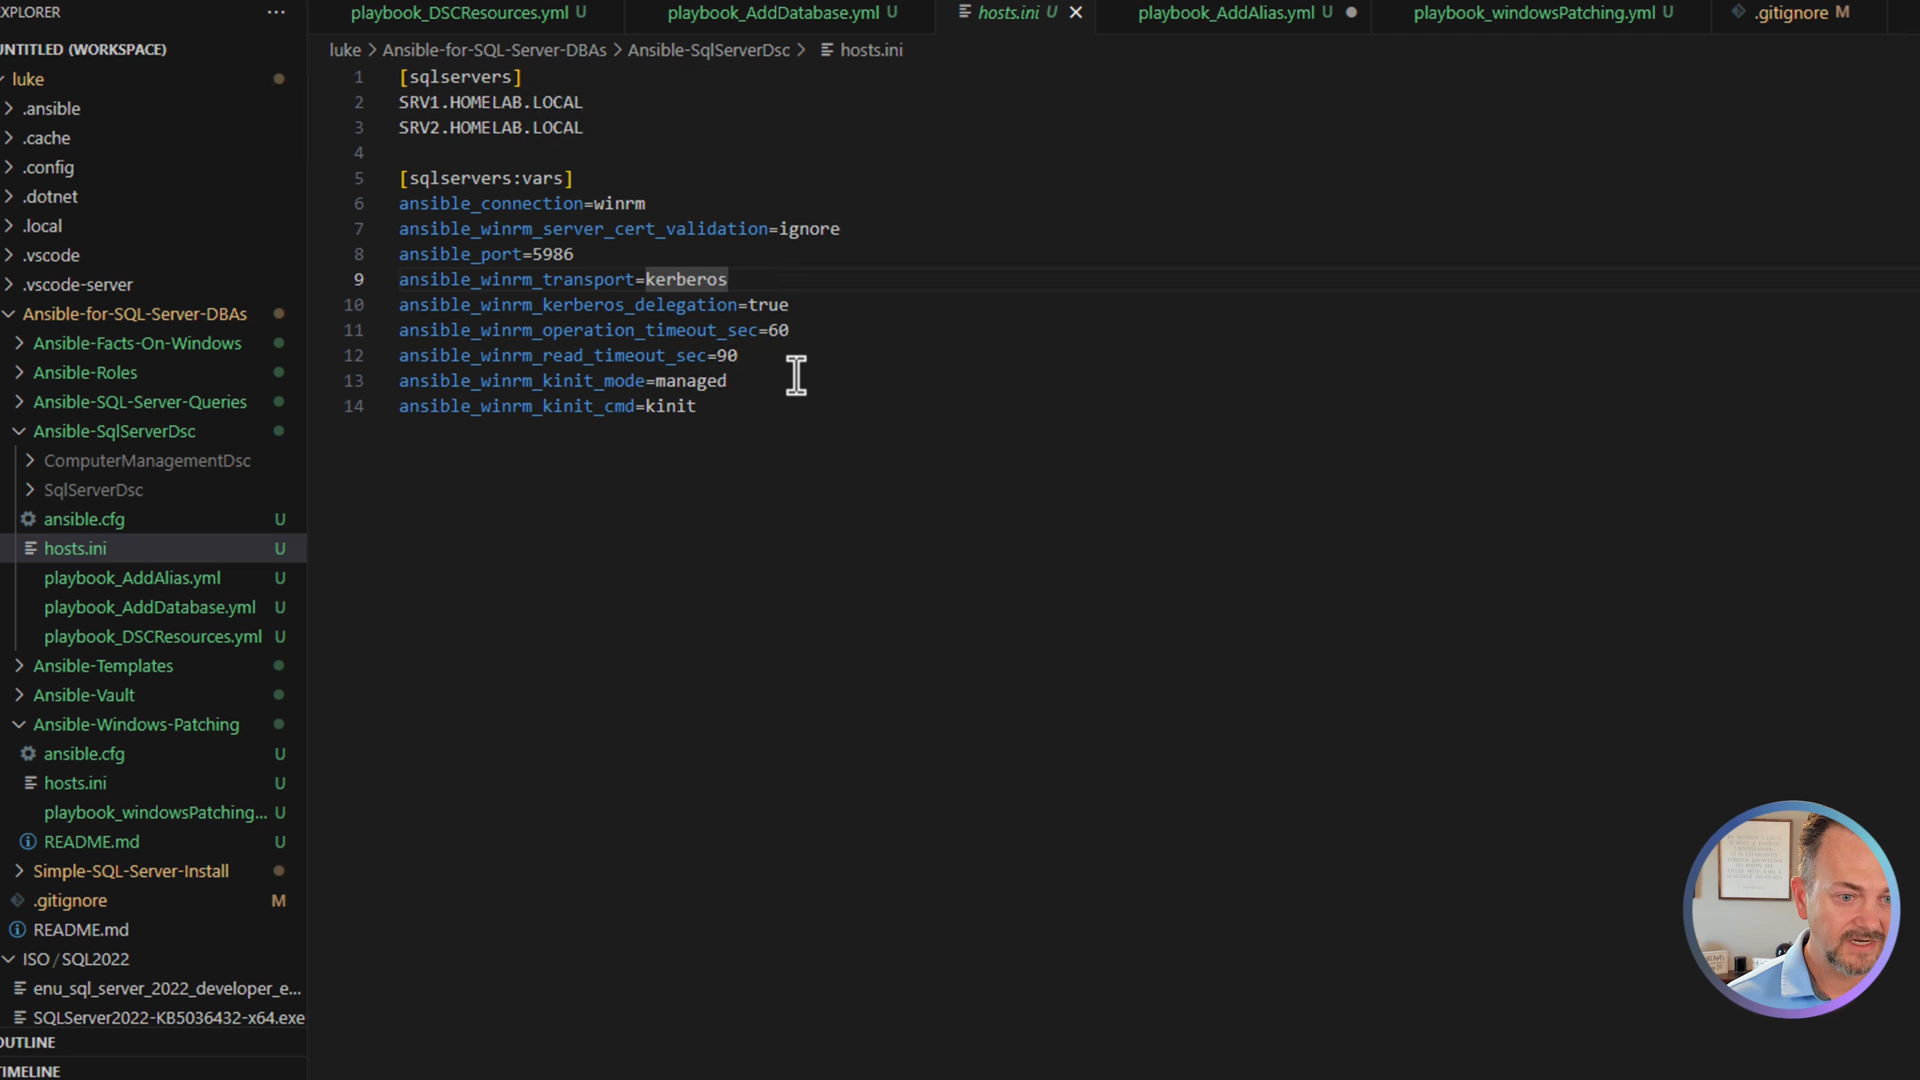 EXPLORER ···
UNTITLED (WORKSPACE)
luke
.ansible
.cache
.config
.dotnet
.local
.vscode
.vscode-server
Ansible-for-SQL-Server-DBAs
Ansible-Facts-On-Windows
Ansible-Roles
Ansible-SQL-Server-Queries
Ansible-SqlServerDsc
ComputerManagementDsc
SqlServerDsc
ansible.cfg U
hosts.ini U
playbook_AddAlias.yml U
playbook_AddDatabase.yml U
playbook_DSCResources.yml U
Ansible-Templates
Ansible-Vault
Ansible-Windows-Patching
ansible.cfg U
hosts.ini U
playbook_windowsPatching... U
README.md U
Simple-SQL-Server-Install
.gitignore M
README.md
ISO / SQL2022
enu_sql_server_2022_developer_e...
SQLServer2022-KB5036432-x64.exe
OUTLINE
TIMELINE
playbook_DSCResources.yml U
playbook_AddDatabase.yml U
hosts.ini U
playbook_AddAlias.yml U
playbook_windowsPatching.yml U
.gitignore M
luke > Ansible-for-SQL-Server-DBAs > Ansible-SqlServerDsc > hosts.ini
1 [sqlservers]
2 SRV1.HOMELAB.LOCAL
3 SRV2.HOMELAB.LOCAL
4
5 [sqlservers:vars]
6 ansible_connection=winrm
7 ansible_winrm_server_cert_validation=ignore
8 ansible_port=5986
9 ansible_winrm_transport=kerberos
10 ansible_winrm_kerberos_delegation=true
11 ansible_winrm_operation_timeout_sec=60
12 ansible_winrm_read_timeout_sec=90
13 ansible_winrm_kinit_mode=managed
14 ansible_winrm_kinit_cmd=kinit